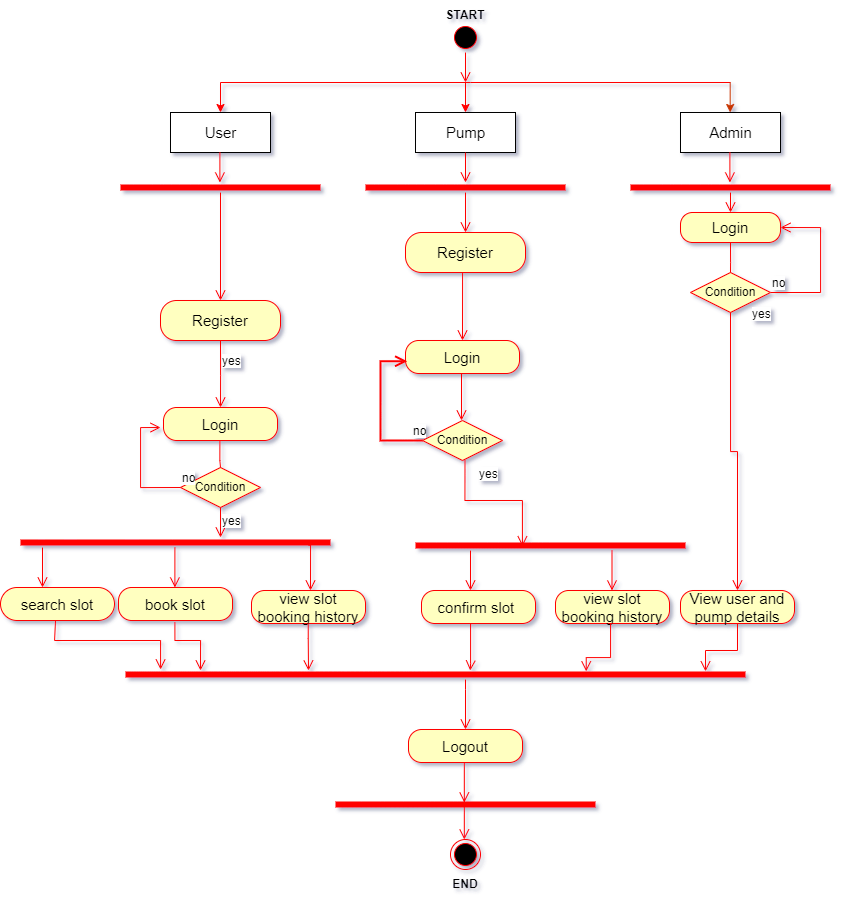 START
User
Pump
Admin
Login
Register
no
Condition
yes
Register
yes
Login
no
Condition
yes
Login
no
Condition
yes
search slot
book slot
view slot
booking history
confirm slot
view slot
booking history
View user and
pump details
Logout
END